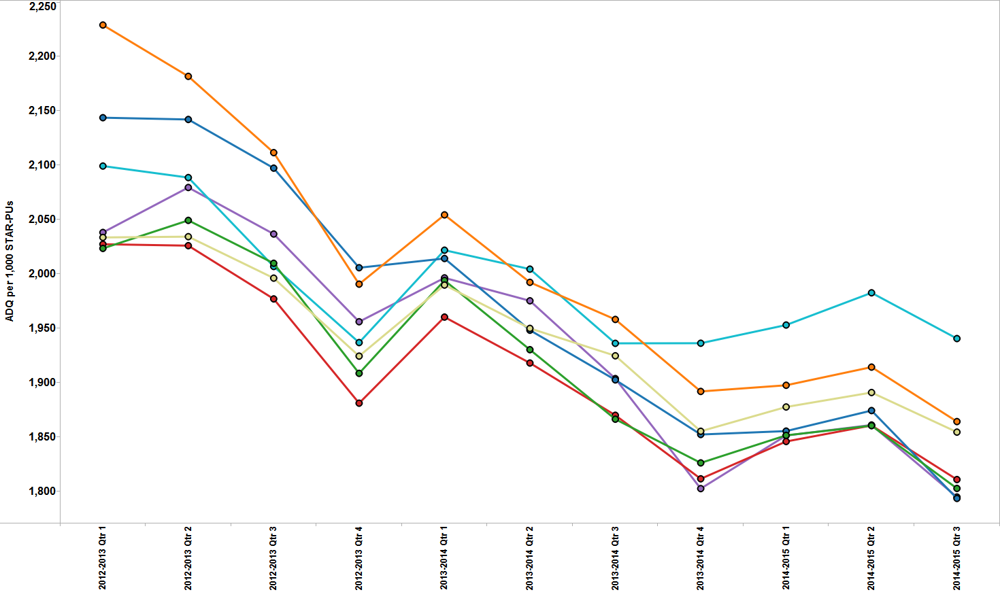 2,250
2,200
2,150
2,100
2,050
2,000
1,950
1,900
1,850
1,800
ADQ per 1,000 STAR-PUs
2012-2013 Qtr 1
2012-2013 Qtr 2
2012-2013 Qtr 3
2012-2013 Qtr 4
2013-2014 Qtr 1
2013-2014 Qtr 2
2013-2014 Qtr 3
2013-2014 Qtr 4
2014-2015 Qtr 1
2014-2015 Qtr 2
2014-2015 Qtr 3